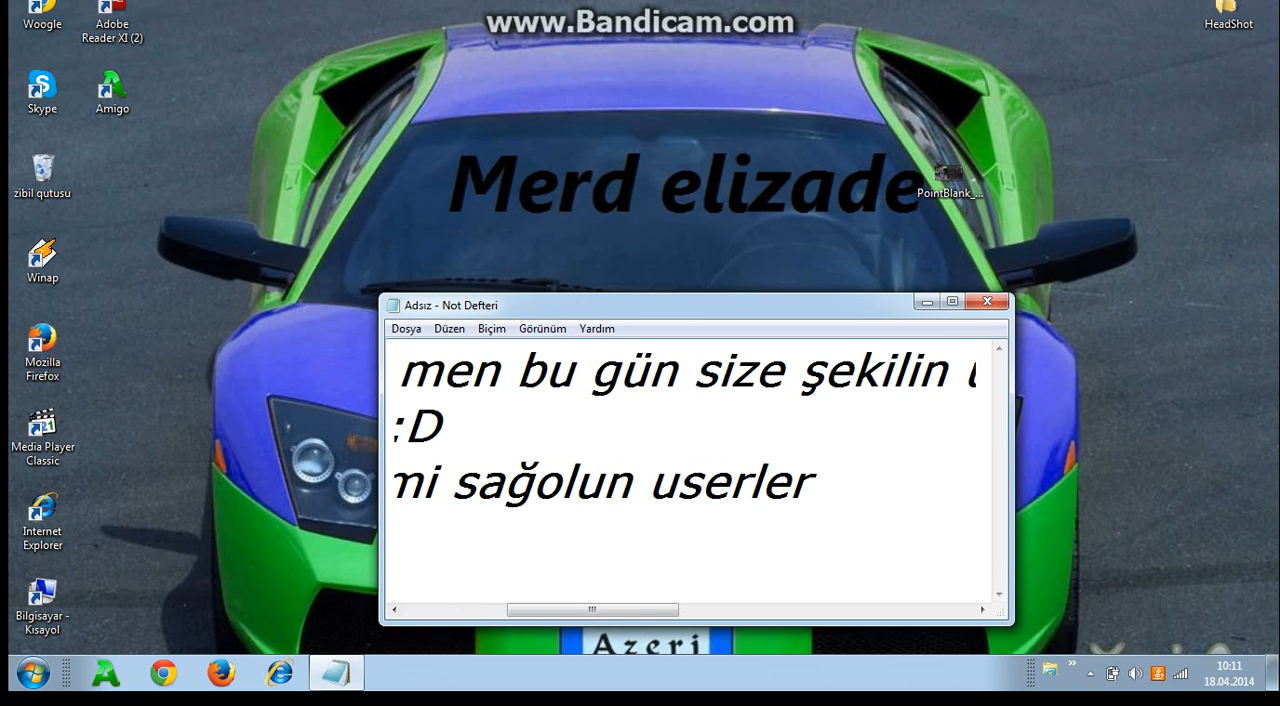 www.Bandicam.com
Woogle
Adobe
Reader XI (2)
HeadShot
Skype
Amigo
Merd elizade
zibil qutusu
PointBlank_...
Winap
Adsız - Not Defteri
Dosya Düzen Biçim Görünüm Yardım
Mozilla
Firefox
men bu gün size şekilin
:D
mi sağolun userler
Media Player
Classic
Internet
Explorer
Bilgisayar -
Kısayol
Azeri
10:11
18.04.2014